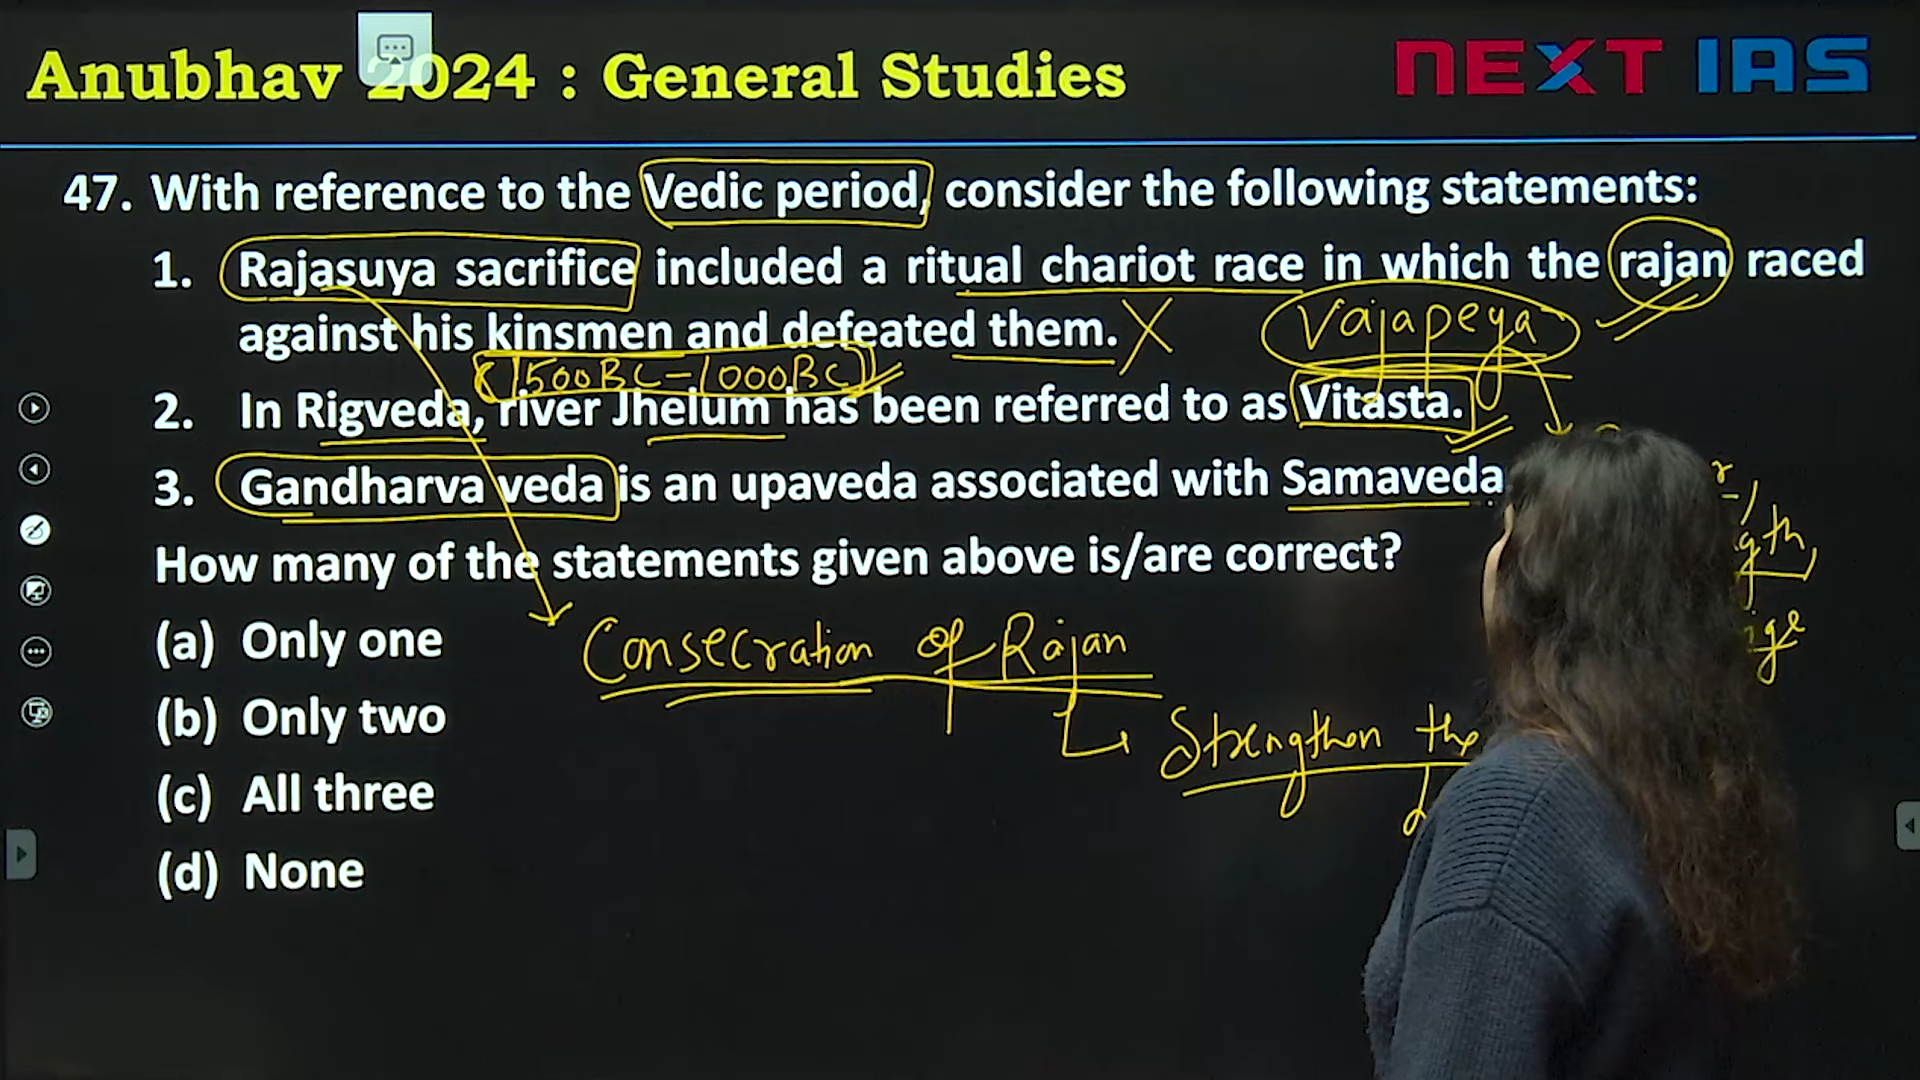 Anubhav 2024 : General Studies
NEXT IAS
47. With reference to the Vedic period, consider the following statements:
1. Rajasuya sacrifice included a ritual chariot race in which the rajan raced
against his kinsmen and defeated them. X
Vajapeya
1500BC-1000BC
2. In Rigveda, river Jhelum has been referred to as Vitasta.
3. Gandharva veda is an upaveda associated with Samaveda
How many of the statements given above is/are correct?
(a) Only one
Consecration of Rajan
(b) Only two
Strengthen the
(c) All three
(d) None